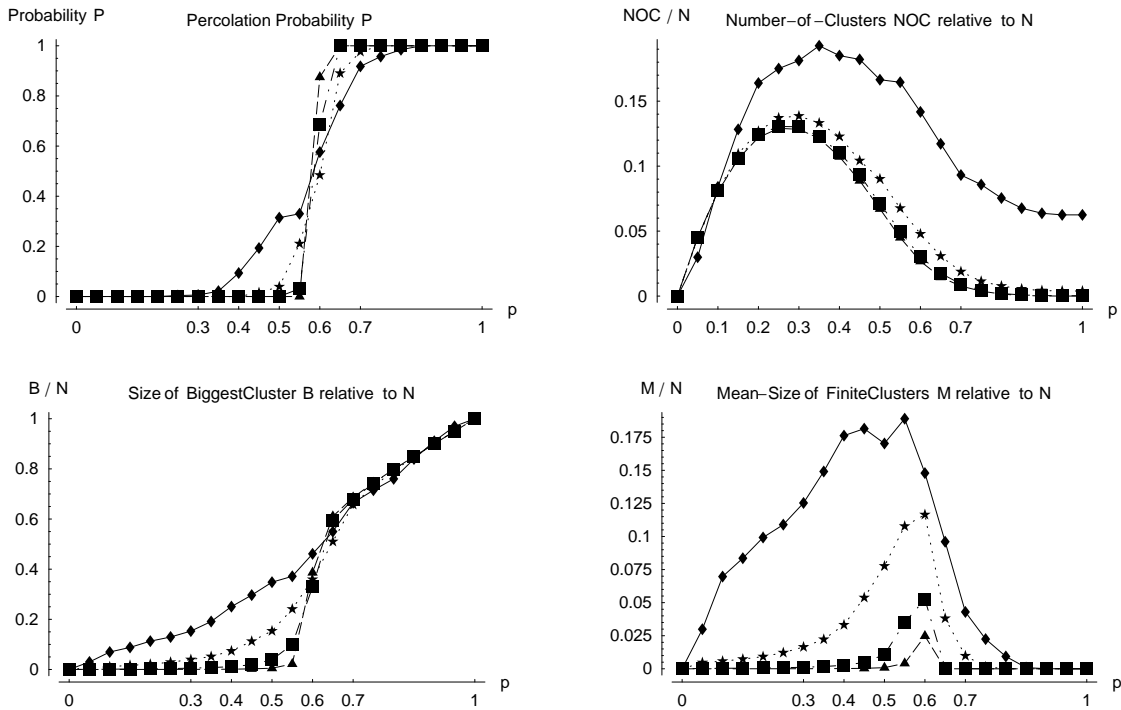 Probability P
Percolation Probability P
1
0.8
0.6
0.4
0.2
0
0 0.3 0.4 0.5 0.6 0.7 1
p
NOC / N
Number-of-Clusters NOC relative to N
0.15
0.1
0.05
0
0 0.1 0.2 0.3 0.4 0.5 0.6 0.7 1
p
B / N
Size of BiggestCluster B relative to N
1
0.8
0.6
0.4
0.2
0
0 0.3 0.4 0.5 0.6 0.7 1
p
M / N
Mean-Size of FiniteClusters M relative to N
0.175
0.15
0.125
0.1
0.075
0.05
0.025
0
0 0.3 0.4 0.5 0.6 0.7 1
p